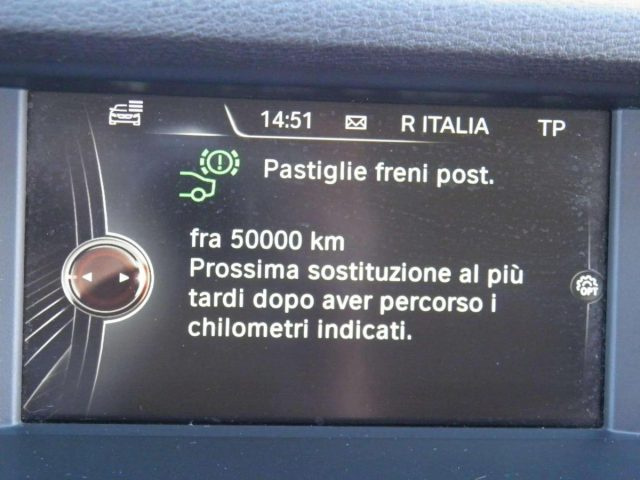 14:51 R ITALIA TP
Pastiglie freni post.
fra 50000 km
Prossima sostituzione al più
tardi dopo aver percorso i
chilometri indicati.
OPT